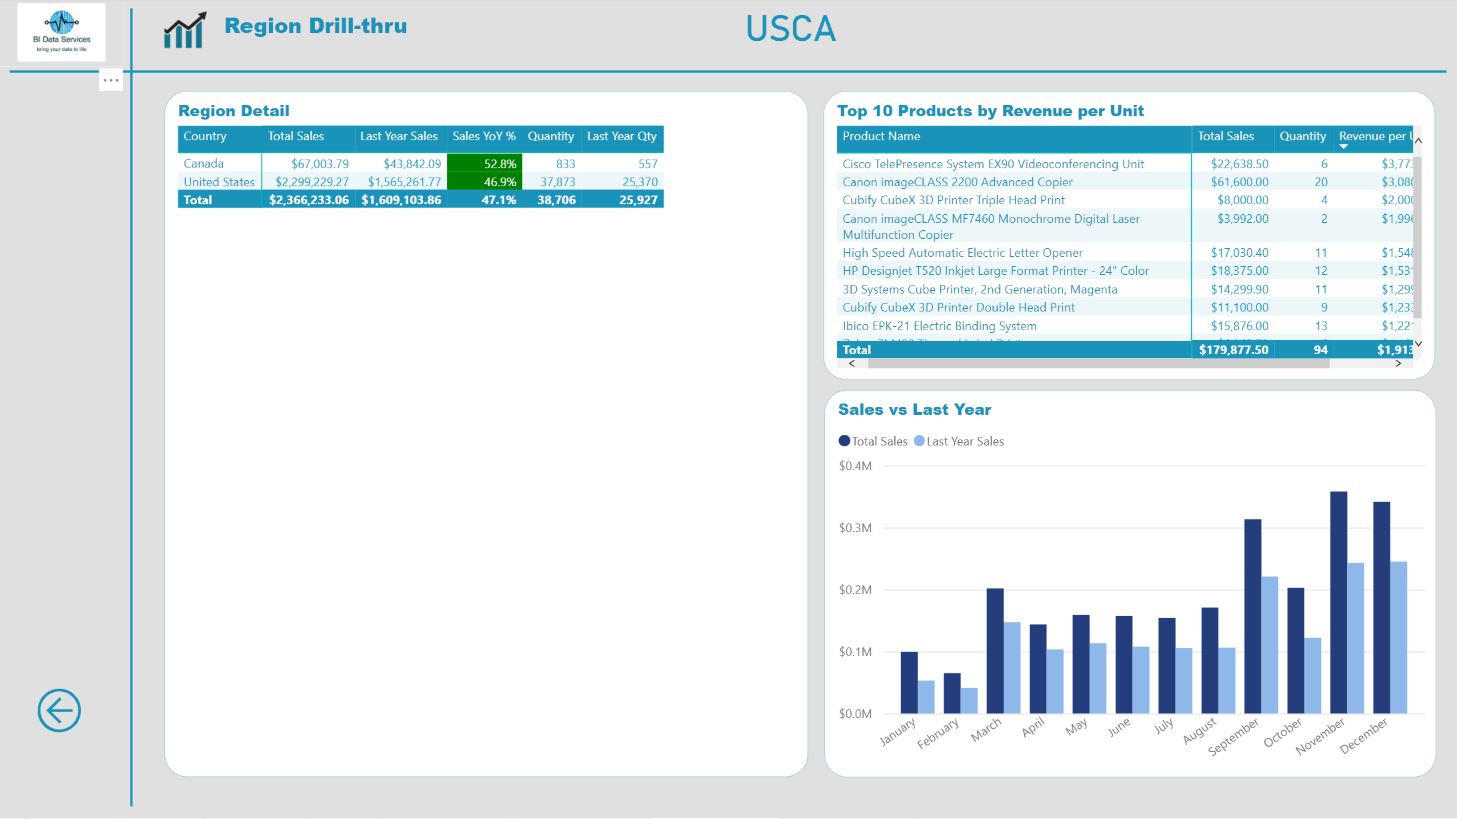 BI Data Services
bring your data to life
Region Drill-thru
USCA
Region Detail
Country Total Sales Last Year Sales Sales YoY % Quantity Last Year Qty
Canada $67,003.79 $43,842.09 52.8% 833 557
United States $2,299,229.27 $1,565,261.77 46.9% 37,873 25,370
Total $2,366,233.06 $1,609,103.86 47.1% 38,706 25,927
Top 10 Products by Revenue per Unit
Product Name Total Sales Quantity Revenue per
Cisco TelePresence System EX90 Videoconferencing Unit $22,638.50 6 $3,77
Canon imageCLASS 2200 Advanced Copier $61,600.00 20 $3,08
Cubify CubeX 3D Printer Triple Head Print $8,000.00 4 $2,00
Canon imageCLASS MF7460 Monochrome Digital Laser $3,992.00 2 $1,99
Multifunction Copier
High Speed Automatic Electric Letter Opener $17,030.40 11 $1,54
HP Designjet T520 Inkjet Large Format Printer - 24" Color $18,375.00 12 $1,53
3D Systems Cube Printer, 2nd Generation, Magenta $14,299.90 11 $1,29
Cubify CubeX 3D Printer Double Head Print $11,100.00 9 $1,23
Ibico EPK-21 Electric Binding System $15,876.00 13 $1,22
Total $179,877.50 94 $1,913
Sales vs Last Year
Total Sales Last Year Sales
$0.4M
$0.3M
$0.2M
$0.1M
$0.0M
January February March April May June July August September October November December